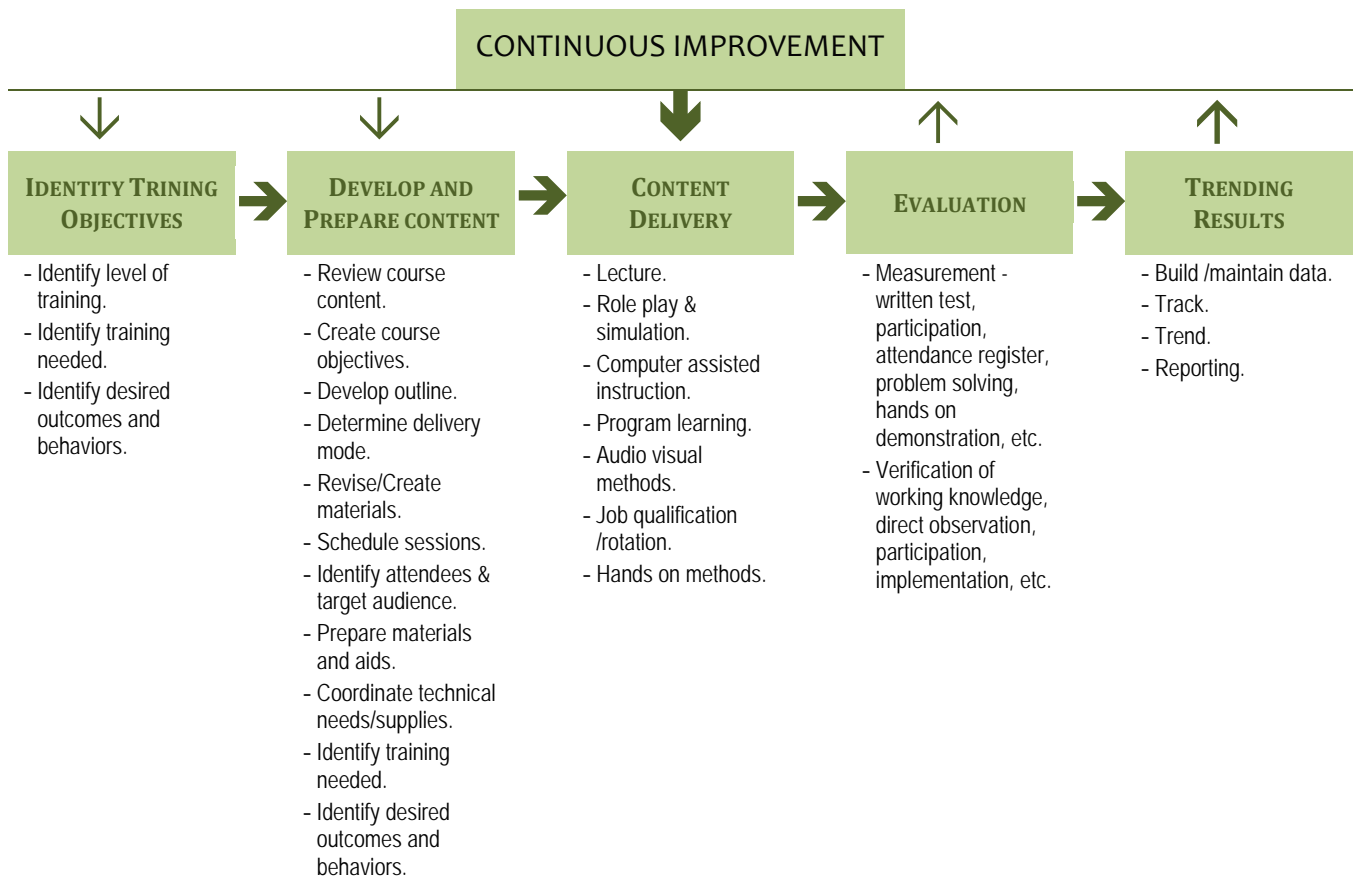 CONTINUOUS IMPROVEMENT
IDENTITY TRINING
OBJECTIVES
- Identify level of
training.
- Identify training
needed.
- Identify desired
outcomes and
behaviors.
DEVELOP AND
PREPARE CONTENT
- Review course
content.
- Create course
objectives.
- Develop outline.
- Determine delivery
mode.
- Revise/Create
materials.
- Schedule sessions.
- Identify attendees &
target audience.
- Prepare materials
and aids.
- Coordinate technical
needs/supplies.
- Identify training
needed.
- Identify desired
outcomes and
behaviors.
CONTENT
DELIVERY
- Lecture.
- Role play &
simulation.
- Computer assisted
instruction.
- Program learning.
- Audio visual
methods.
- Job qualification
/rotation.
- Hands on methods.
EVALUATION
- Measurement -
written test,
participation,
attendance register,
problem solving,
hands on
demonstration, etc.
- Verification of
working knowledge,
direct observation,
participation,
implementation, etc.
TRENDING
RESULTS
- Build /maintain data.
- Track.
- Trend.
- Reporting.